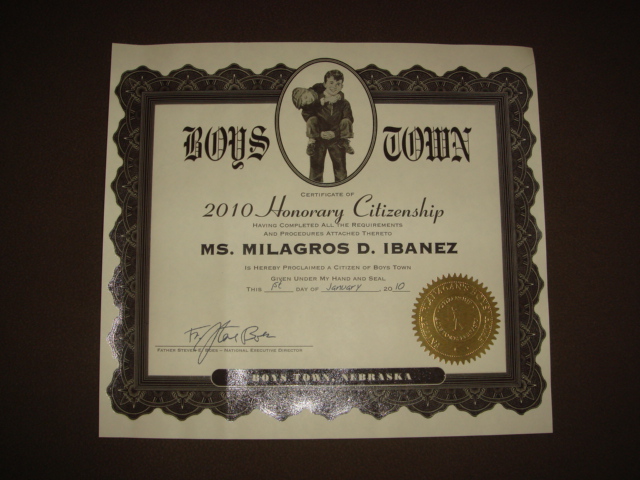 BOYS TOWN
CERTIFICATE OF
2010 Honorary Citizenship
HAVING COMPLETED ALL THE REQUIREMENTS
AND PROCEDURES ATTACHED THERETO
MS. MILAGROS D. IBANEZ
IS HEREBY PROCLAIMED A CITIZEN OF BOYS TOWN
GIVEN UNDER MY HAND AND SEAL
THIS 1st DAY OF January, 2010
FATHER STEVEN E. BOES – NATIONAL EXECUTIVE DIRECTOR
BOYS TOWN, NEBRASKA